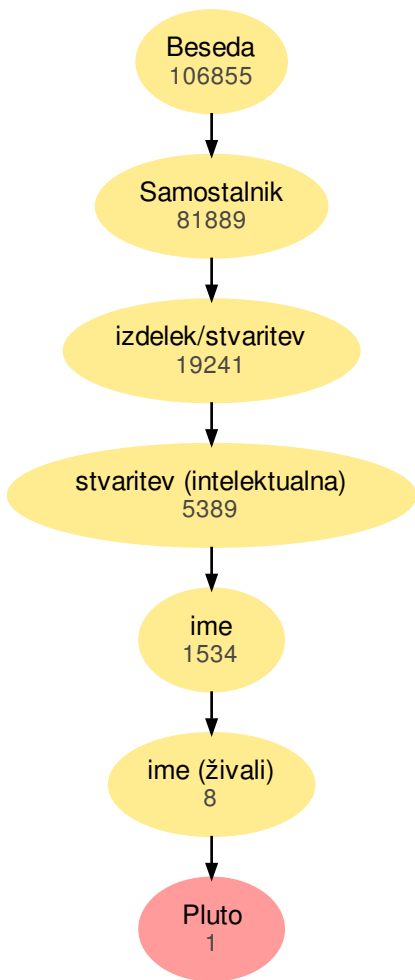 Beseda
106855
Samostalnik
81889
izdelek/stvaritev
19241
stvaritev (intelektualna)
5389
ime
1534
ime (živali)
8
Pluto
1